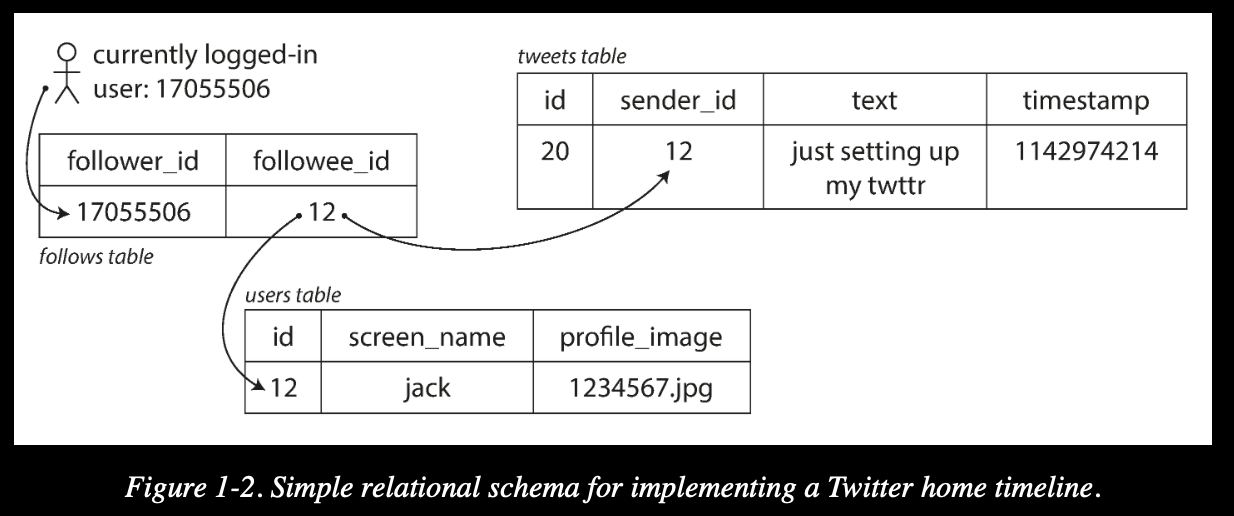 currently logged-in
user: 17055506
follower_id followee_id
17055506 12
follows table
tweets table
id sender_id text timestamp
20 12 just setting up 1142974214
my twttr
users table
id screen_name profile_image
12 jack 1234567.jpg
Figure 1-2. Simple relational schema for implementing a Twitter home timeline.